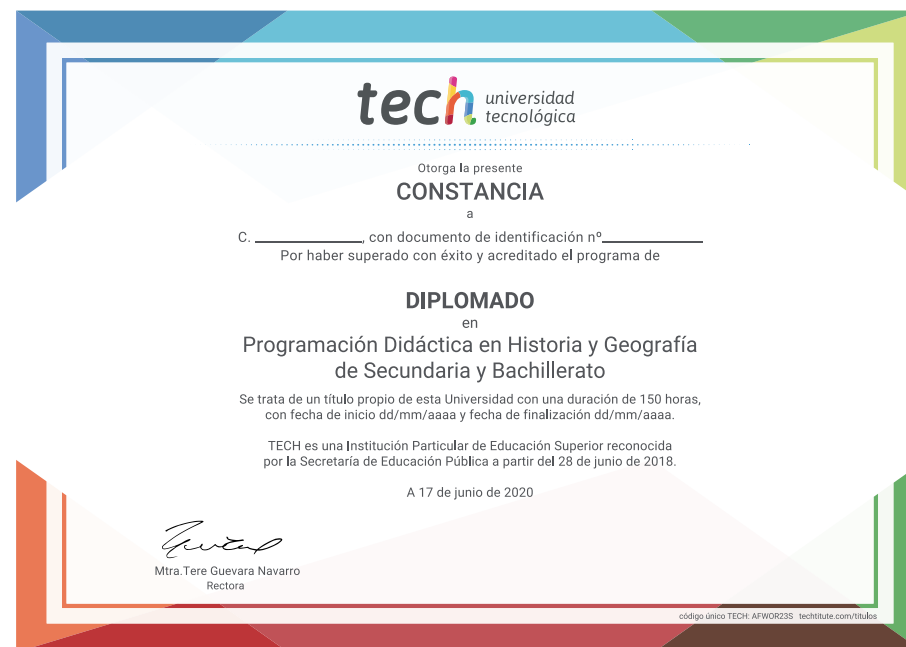 tech universidad
tecnológica
Otorga la presente
CONSTANCIA
a
C. ____________, con documento de identificación nº____________
Por haber superado con éxito y acreditado el programa de
DIPLOMADO
en
Programación Didáctica en Historia y Geografía
de Secundaria y Bachillerato
Se trata de un título propio de esta Universidad con una duración de 150 horas,
con fecha de inicio dd/mm/aaaa y fecha de finalización dd/mm/aaaa.
TECH es una Institución Particular de Educación Superior reconocida
por la Secretaría de Educación Pública a partir del 28 de junio de 2018.
A 17 de junio de 2020
Mtra.Tere Guevara Navarro
Rectora
código único TECH: AFWOR23S techtitute.com/titulos